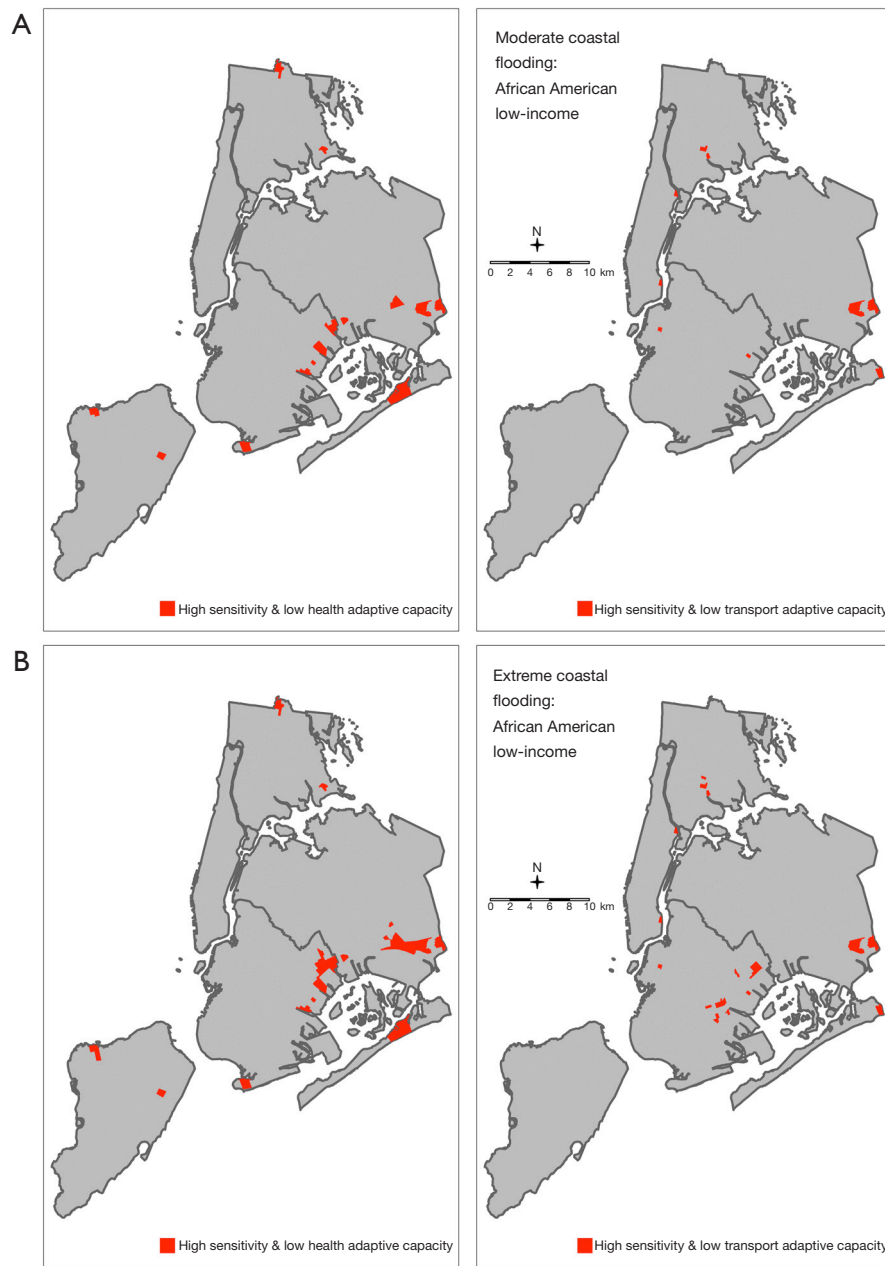 A
Moderate coastal
flooding:
African American
low-income
N
0 2 4 6 8 10 km
High sensitivity & low health adaptive capacity
High sensitivity & low transport adaptive capacity
B
Extreme coastal
flooding:
African American
low-income
N
0 2 4 6 8 10 km
High sensitivity & low health adaptive capacity
High sensitivity & low transport adaptive capacity